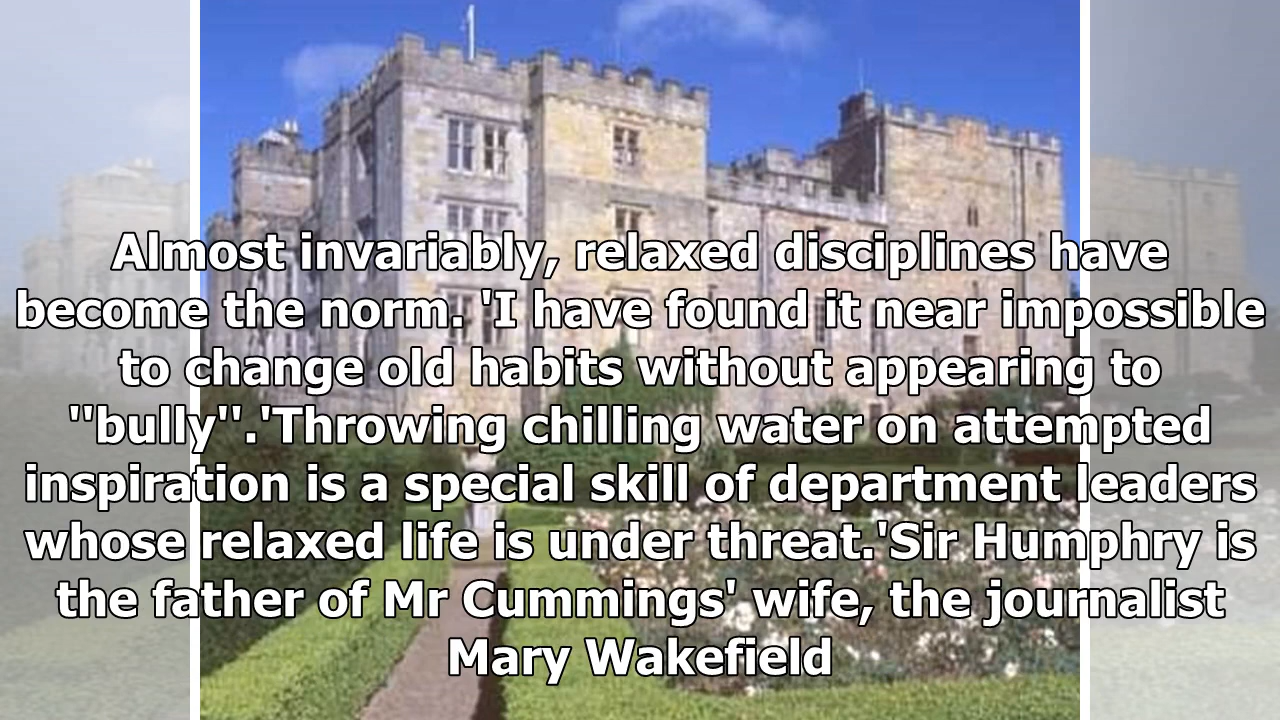 Almost invariably, relaxed disciplines have
become the norm. 'I have found it near impossible
to change old habits without appearing to
''bully''.'Throwing chilling water on attempted
inspiration is a special skill of department leaders
whose relaxed life is under threat.'Sir Humphry is
the father of Mr Cummings' wife, the journalist
Mary Wakefield